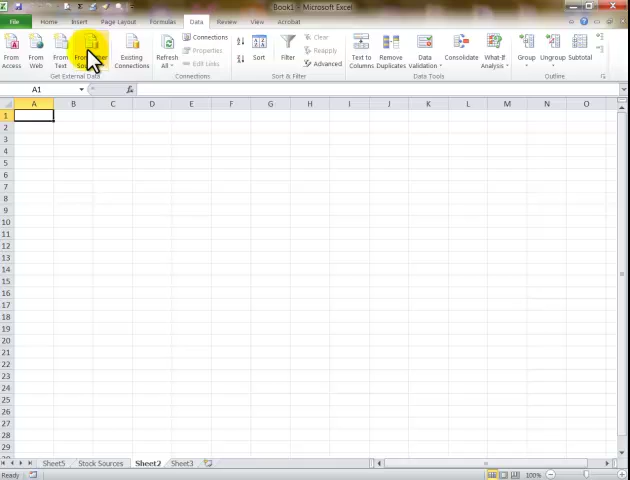 Book1 - Microsoft Excel
File Home Insert Page Layout Formulas Data Review View Acrobat
From Access
From Web
From Text
From Other
Existing Connections
Refresh All
Connections
Properties
Edit Links
Sort
Filter
Clear
Reapply
Advanced
Text to Columns
Remove Duplicates
Data Validation
Consolidate
What-If Analysis
Group
Ungroup
Subtotal
Get External Data Connections Sort & Filter Data Tools Outline
A1 fx
A B C D E F G H I J K L M N O
1
2
3
4
5
6
7
8
9
10
11
12
13
14
15
16
17
18
19
20
21
22
23
24
25
26
27
28
29
Sheet5 Stock Sources Sheet2 Sheet3
Ready 100%